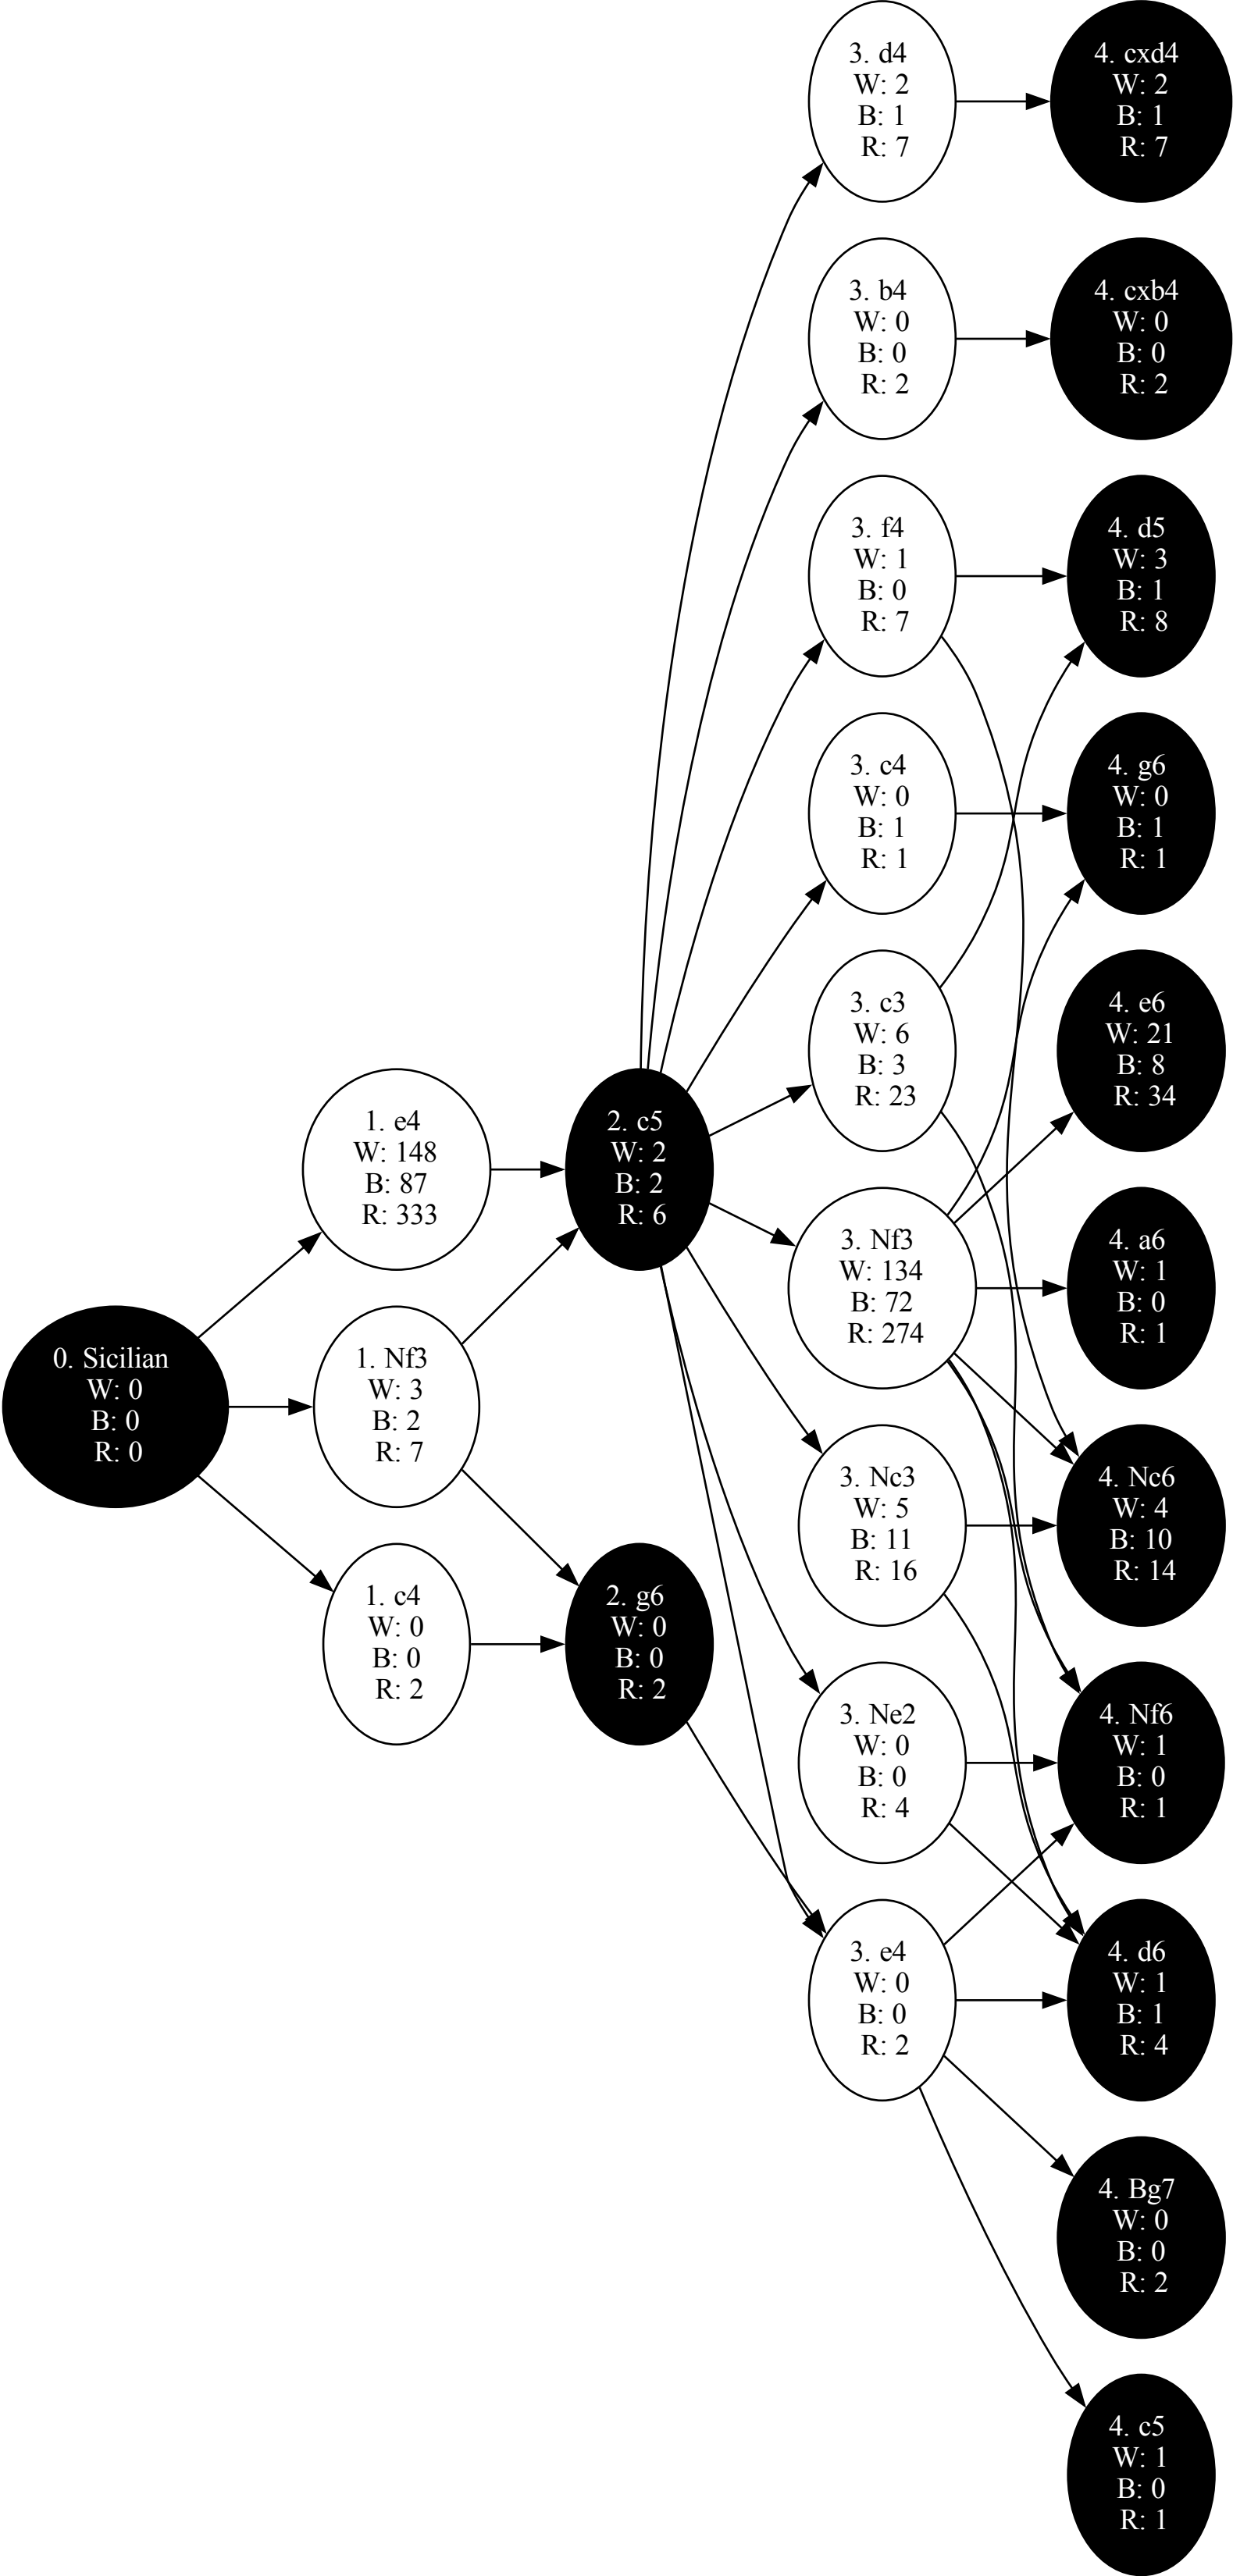 0. Sicilian
W: 0
B: 0
R: 0
1. e4
W: 148
B: 87
R: 333
1. Nf3
W: 3
B: 2
R: 7
1. c4
W: 0
B: 0
R: 2
2. c5
W: 2
B: 2
R: 6
2. g6
W: 0
B: 0
R: 2
3. d4
W: 2
B: 1
R: 7
3. b4
W: 0
B: 0
R: 2
3. f4
W: 1
B: 0
R: 7
3. c4
W: 0
B: 1
R: 1
3. c3
W: 6
B: 3
R: 23
3. Nf3
W: 134
B: 72
R: 274
3. Nc3
W: 5
B: 11
R: 16
3. Ne2
W: 0
B: 0
R: 4
3. e4
W: 0
B: 0
R: 2
4. cxd4
W: 2
B: 1
R: 7
4. cxb4
W: 0
B: 0
R: 2
4. d5
W: 3
B: 1
R: 8
4. g6
W: 0
B: 1
R: 1
4. e6
W: 21
B: 8
R: 34
4. a6
W: 1
B: 0
R: 1
4. Nc6
W: 4
B: 10
R: 14
4. Nf6
W: 1
B: 0
R: 1
4. d6
W: 1
B: 1
R: 4
4. Bg7
W: 0
B: 0
R: 2
4. c5
W: 1
B: 0
R: 1